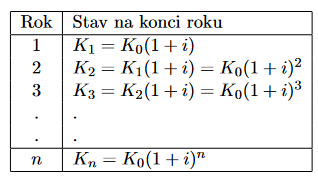 Rok Stav na konci roku
1 K₁ = K₀(1 + i)
2 K₂ = K₁(1 + i) = K₀(1 + i)²
3 K₃ = K₂(1 + i) = K₀(1 + i)³
. .
. .
n Kₙ = K₀(1 + i)ⁿ